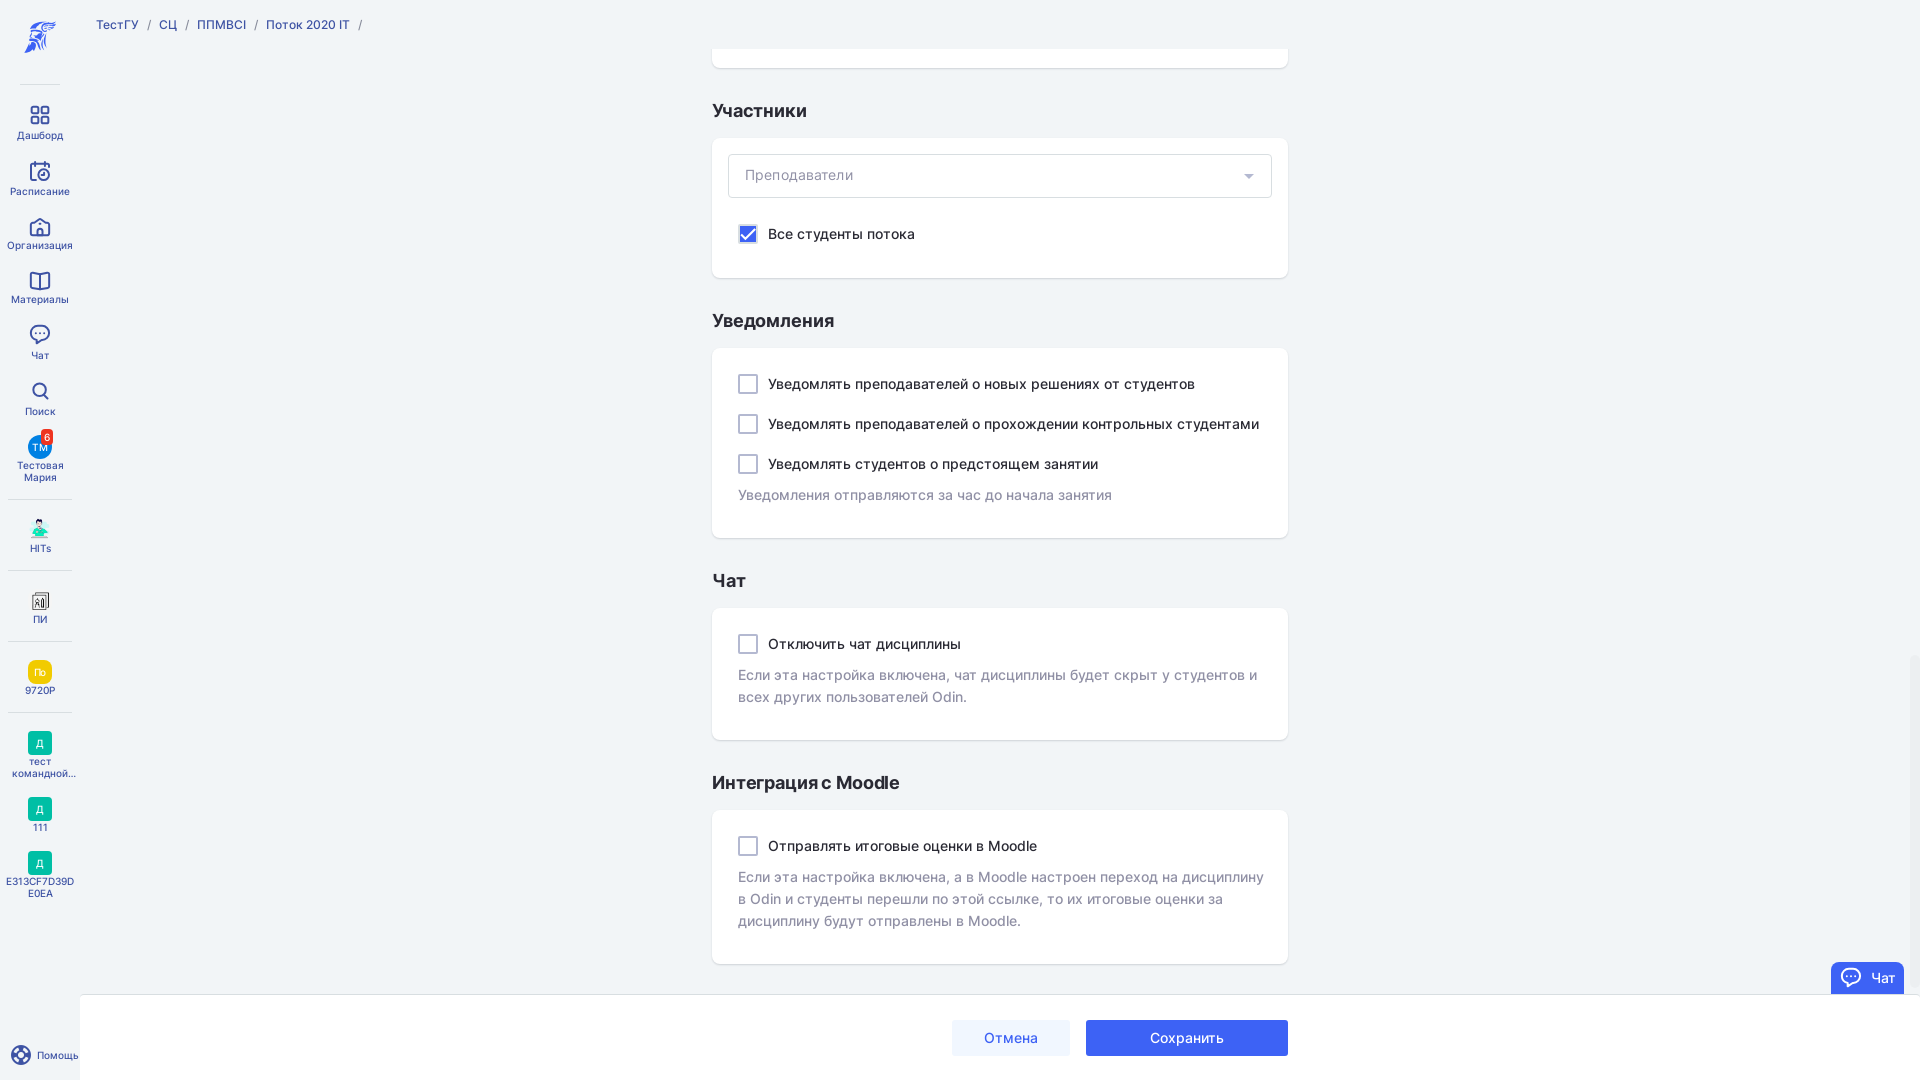 ТестГУ / СЦ / ППМВСІ / Поток 2020 IT /
Дашборд
Расписание
Организация
Материалы
Чат
Поиск
ТМ
6
Тестовая
Мария
HITs
ПИ
Пь
9720Р
Д
тест
командной...
Д
111
Д
E313CF7D39D
E0EA
Помощь
Участники
Преподаватели
Все студенты потока
Уведомления
Уведомлять преподавателей о новых решениях от студентов
Уведомлять преподавателей о прохождении контрольных студентами
Уведомлять студентов о предстоящем занятии
Уведомления отправляются за час до начала занятия
Чат
Отключить чат дисциплины
Если эта настройка включена, чат дисциплины будет скрыт у студентов и
всех других пользователей Odin.
Интеграция с Moodle
Отправлять итоговые оценки в Moodle
Если эта настройка включена, а в Moodle настроен переход на дисциплину
в Odin и студенты перешли по этой ссылке, то их итоговые оценки за
дисциплину будут отправлены в Moodle.
Чат
Отмена
Сохранить